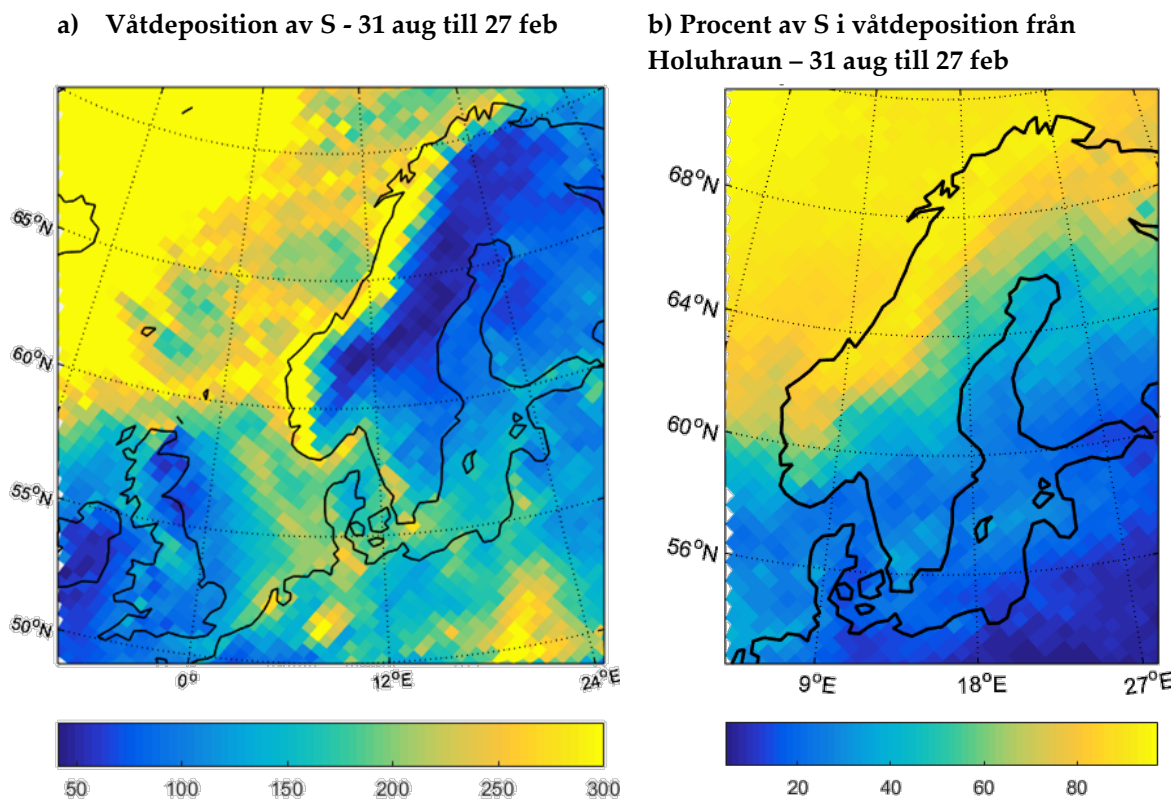 a) Våtdeposition av S - 31 aug till 27 feb
65°N
60°N
55°N
50°N
0°
12°E
24°E
50
100
150
200
250
300
b) Procent av S i våtdeposition från
Holuhraun – 31 aug till 27 feb
68°N
64°N
60°N
56°N
9°E
18°E
27°E
20
40
60
80